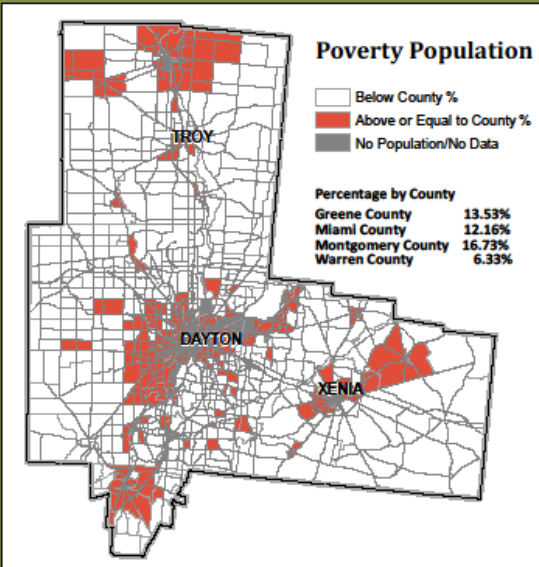 Poverty Population
Below County %
Above or Equal to County %
No Population/No Data
Percentage by County
Greene County 13.53%
Miami County 12.16%
Montgomery County 16.73%
Warren County 6.33%
TROY
DAYTON
XENIA